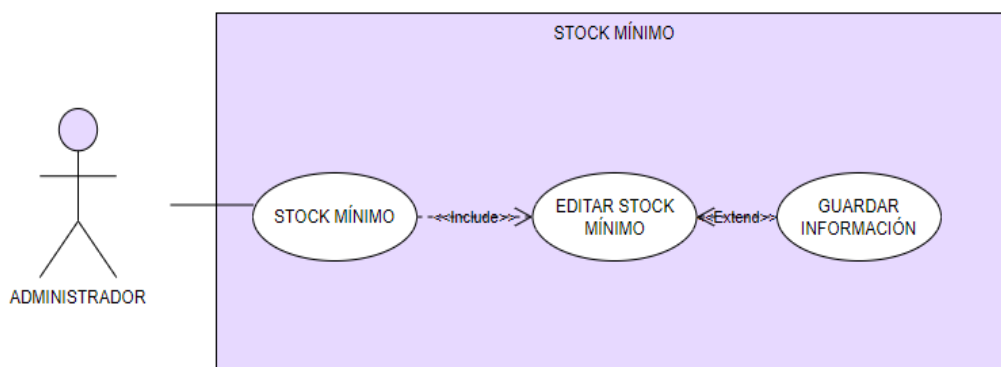 STOCK MÍNIMO
STOCK MÍNIMO
<<Include>>
EDITAR STOCK
MÍNIMO
<<Extend>>
GUARDAR
INFORMACIÓN
ADMINISTRADOR